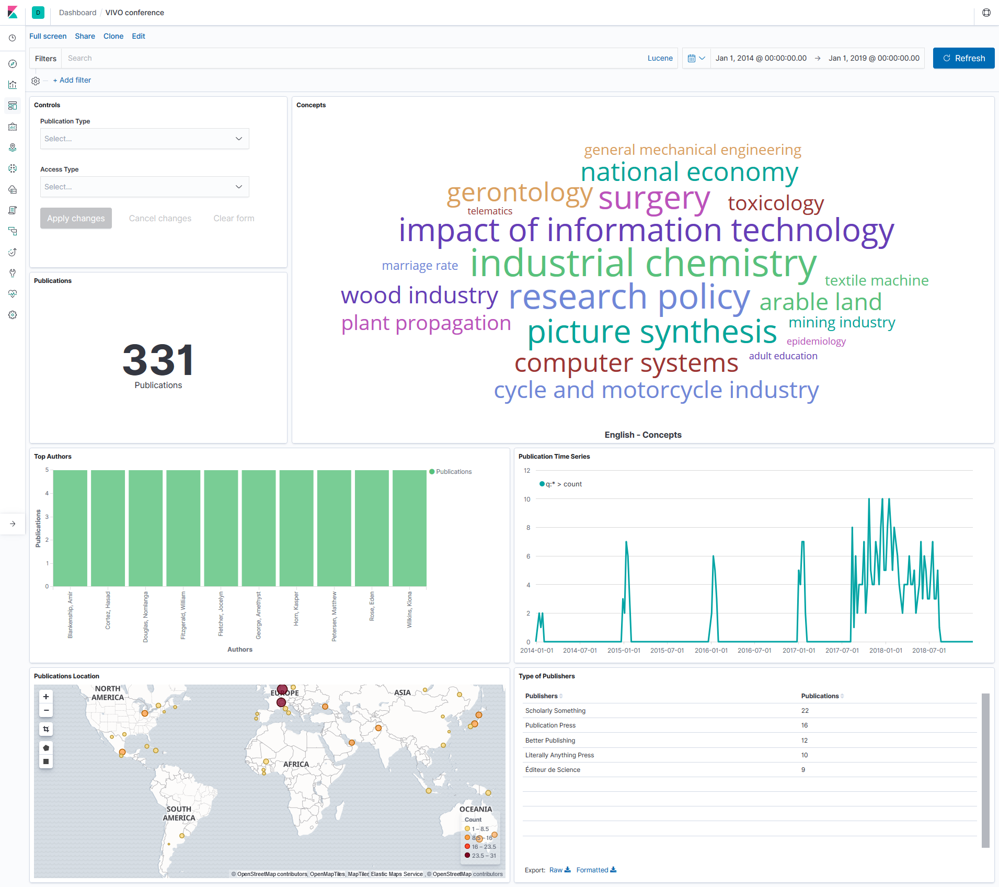 D Dashboard / VIVO conference
Full screen Share Clone Edit
Filters Search Lucene Jan 1, 2014 @ 00:00:00.00 → Jan 1, 2019 @ 00:00:00.00 Refresh
+ Add filter
Controls
Publication Type
Select...
Access Type
Select...
Apply changes Cancel changes Clear form
Publications
331
Publications
Concepts
general mechanical engineering
national economy
gerontology surgery toxicology
telematics
impact of information technology
marriage rate industrial chemistry
textile machine
wood industry research policy arable land
plant propagation picture synthesis mining industry
epidemiology
computer systems adult education
cycle and motorcycle industry
English - Concepts
Top Authors
Publications
5
4
3
2
1
0
Publications
Blankenship, Amir
Cortez, Hasad
Douglas, Nomlanga
Fitzgerald, William
Fletcher, Jocelyn
George, Amethyst
Horn, Kasper
Petersen, Matthew
Rose, Eden
Wilkins, Kiona
Authors
Publication Time Series
q:* > count
12
10
8
6
4
2
0
2014-01-01 2014-07-01 2015-01-01 2015-07-01 2016-01-01 2016-07-01 2017-01-01 2017-07-01 2018-01-01 2018-07-01
Publications Location
+
−
NORTH
AMERICA
EUROPE
ASIA
AFRICA
SOUTH
AMERICA
OCEANIA
Count
1 – 8.5
8.5 – 16
16 – 23.5
23.5 – 31
© OpenStreetMap contributors, OpenMapTiles, MapTiler, Elastic Maps Service , © OpenStreetMap contributors
Type of Publishers
Publishers Publications
Scholarly Something 22
Publication Press 16
Better Publishing 12
Literally Anything Press 10
Éditeur de Science 9
Export: Raw Formatted